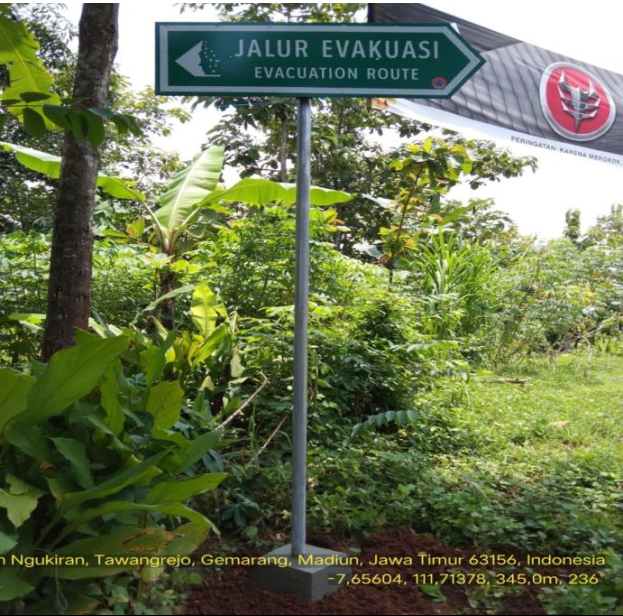 JALUR EVAKUASI
EVACUATION ROUTE
PERINGATAN: KARENA MEROKOK,
Ngukiran, Tawangrejo, Gemarang, Madiun, Jawa Timur 63156, Indonesia
-7,65604, 111,71378, 345,0m, 236°